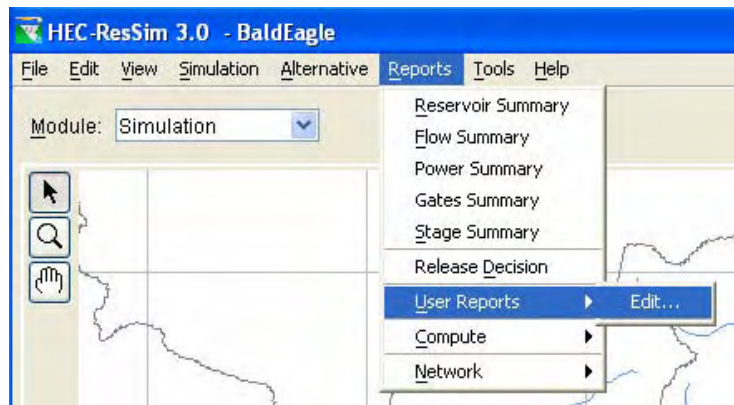 HEC-ResSim 3.0 - BaldEagle
File Edit View Simulation Alternative Reports Tools Help
Module: Simulation
Reservoir Summary
Flow Summary
Power Summary
Gates Summary
Stage Summary
Release Decision
User Reports Edit...
Compute
Network